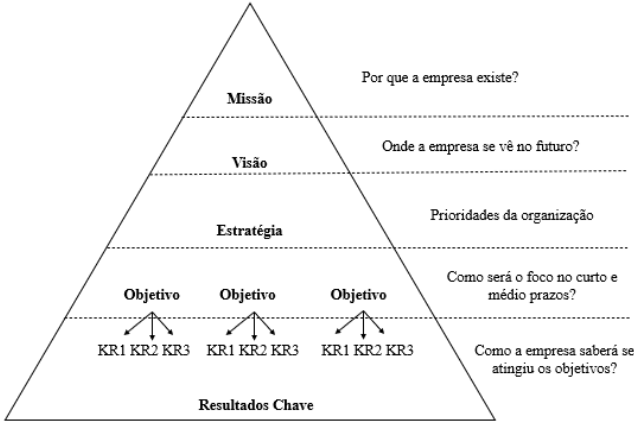 Por que a empresa existe?
Missão
Onde a empresa se vê no futuro?
Visão
Prioridades da organização
Estratégia
Como será o foco no curto e
médio prazos?
Objetivo Objetivo Objetivo
KR1 KR2 KR3 KR1 KR2 KR3 KR1 KR2 KR3
Como a empresa saberá se
atingiu os objetivos?
Resultados Chave